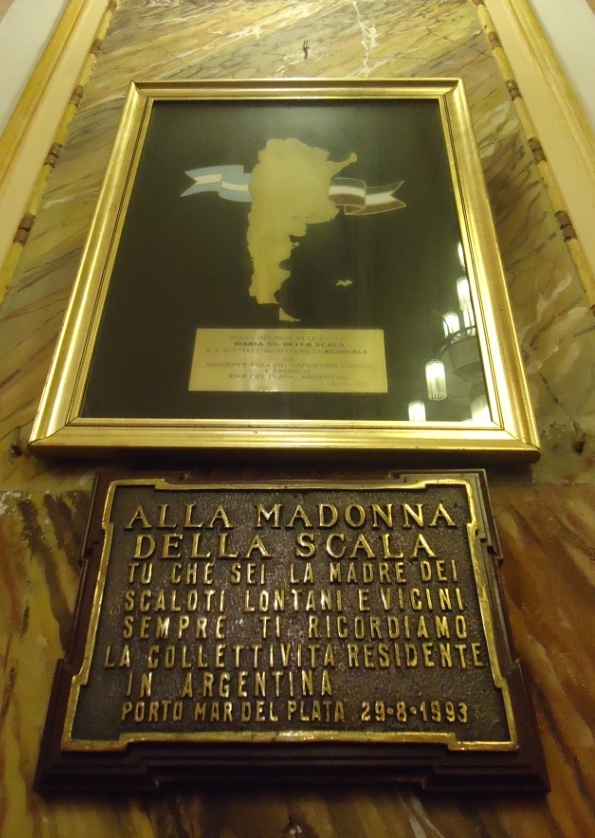 MARIA SS. DELLA SCALA
MAR DEL PLATA - ARGENTINA
ALLA MADONNA
DELLA SCALA
TU CHE SEI LA MADRE DEI
SCALOTI LONTANI E VICINI
SEMPRE TI RICORDIAMO
LA COLLETTIVITA RESIDENTE
IN ARGENTINA
PORTO MAR DEL PLATA 29-8-1993